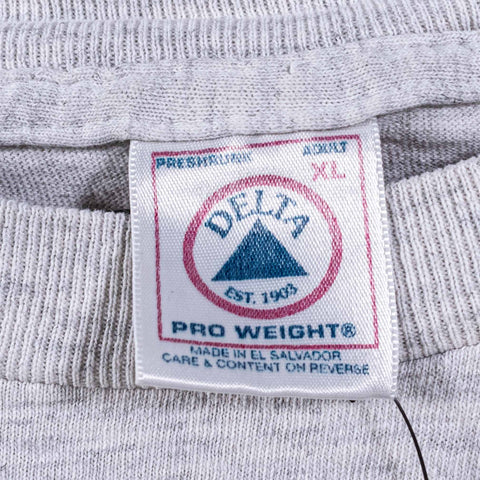 PRESHRUNK ADULT
XL
DELTA
EST. 1903
PRO WEIGHT®
MADE IN EL SALVADOR
CARE & CONTENT ON REVERSE